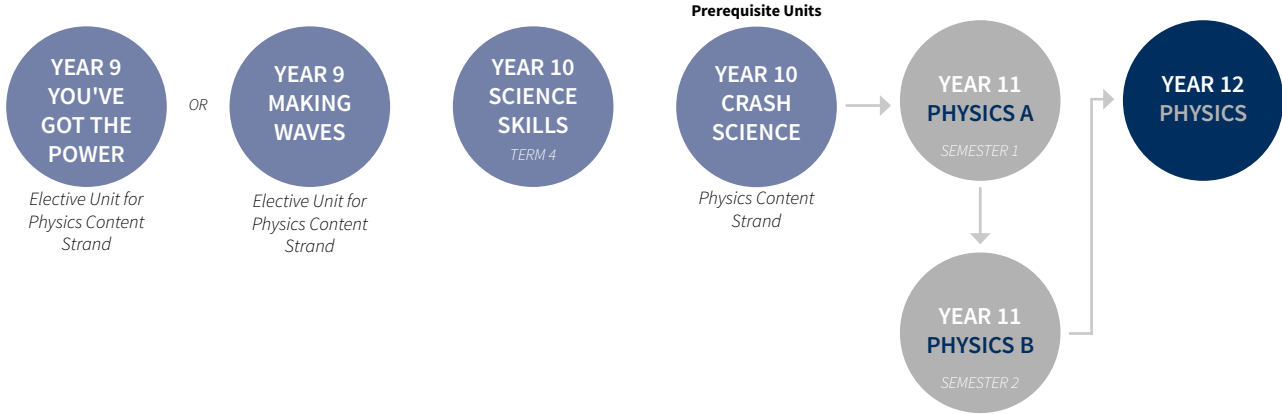 Prerequisite Units
YEAR 9
YOU'VE
GOT THE
POWER
Elective Unit for
Physics Content
Strand
OR
YEAR 9
MAKING
WAVES
Elective Unit for
Physics Content
Strand
YEAR 10
SCIENCE
SKILLS
TERM 4
YEAR 10
CRASH
SCIENCE
Physics Content
Strand
YEAR 11
PHYSICS A
SEMESTER 1
YEAR 11
PHYSICS B
SEMESTER 2
YEAR 12
PHYSICS